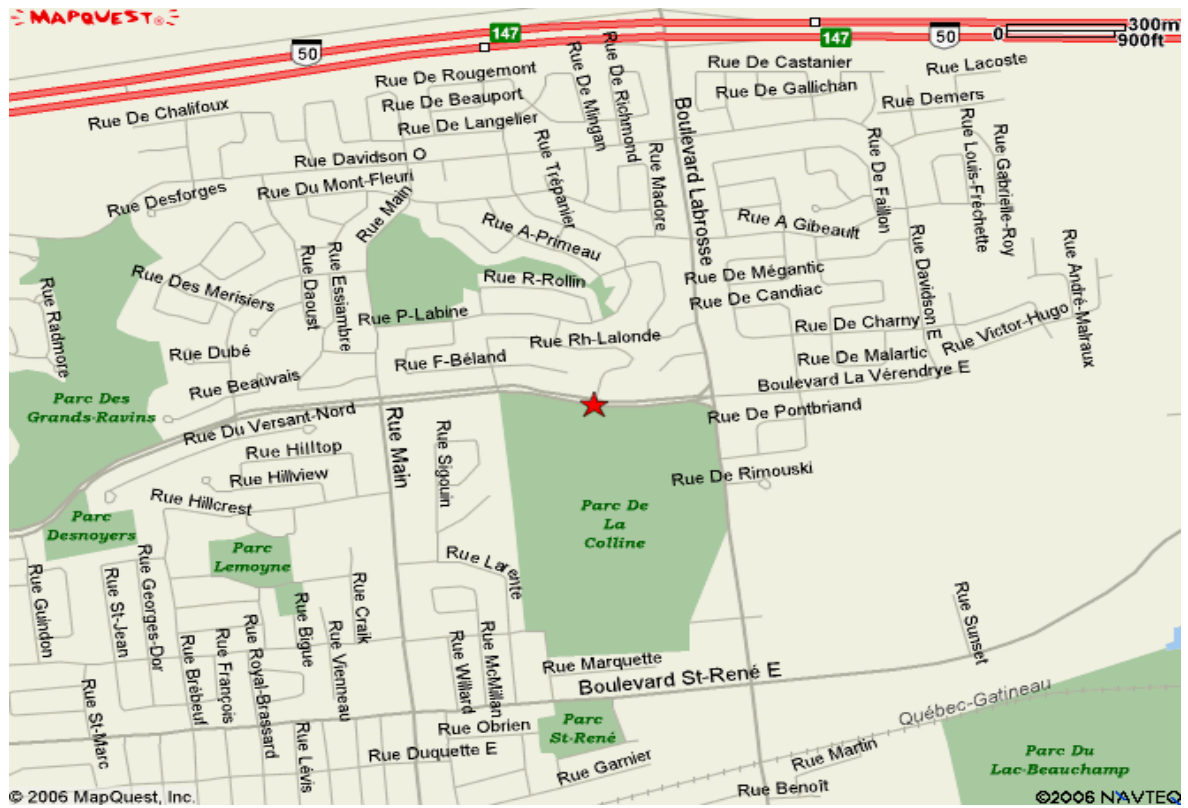 MAPQUEST
147
50
147
50
0
300m
900ft
Rue De Rougemont
Rue De Beauport
Rue De Langelier
Rue De Chalifoux
Rue Davidson O
Rue De Mingan
Rue De Richmond
Boulevard Labrosse
Rue De Castanier
Rue De Gallichan
Rue Lacoste
Rue Demers
Rue Louis-Fréchette
Rue Gabrielle-Roy
Rue De Faillon
Rue Trépanier
Rue Madore
Rue Desforges
Rue Du Mont-Fleuri
Rue Main
Rue A-Primeau
Rue A Gibeault
Rue Davidson E
Rue André-Malraux
Rue Radmore
Rue Des Merisiers
Rue Daoust
Rue Essiambre
Rue R-Rollin
Rue De Mégantic
Rue De Candiac
Rue P-Labine
Rue Rh-Lalonde
Rue De Charny
Rue Victor-Hugo
Rue Dubé
Rue F-Béland
Rue De Malartic
Rue Beauvais
Boulevard La Vérendrye E
Parc Des
Grands-Ravins
Rue Du Versant-Nord
Rue De Pontbriand
Rue Main
Rue Sigouin
Rue Hilltop
Rue Hillview
Rue De Rimouski
Rue Hillcrest
Parc De
La
Colline
Parc
Desnoyers
Parc
Lemoyne
Rue Larente
Rue Guindon
Rue St-Jean
Rue Georges-Dor
Rue Brébeuf
Rue François
Rue Royal-Brassard
Rue Bigue
Rue Vienneau
Rue Craik
Rue Willard
Rue McMillan
Rue Sunset
Rue Marquette
Boulevard St-René E
Rue St-Marc
Rue Lévis
Rue Obrien
Parc
St-René
Québec-Gatineau
Rue Duquette E
Rue Garnier
Rue Martin
Rue Benoît
Parc Du
Lac-Beauchamp
© 2006 MapQuest, Inc.
©2006 NAVTEQ